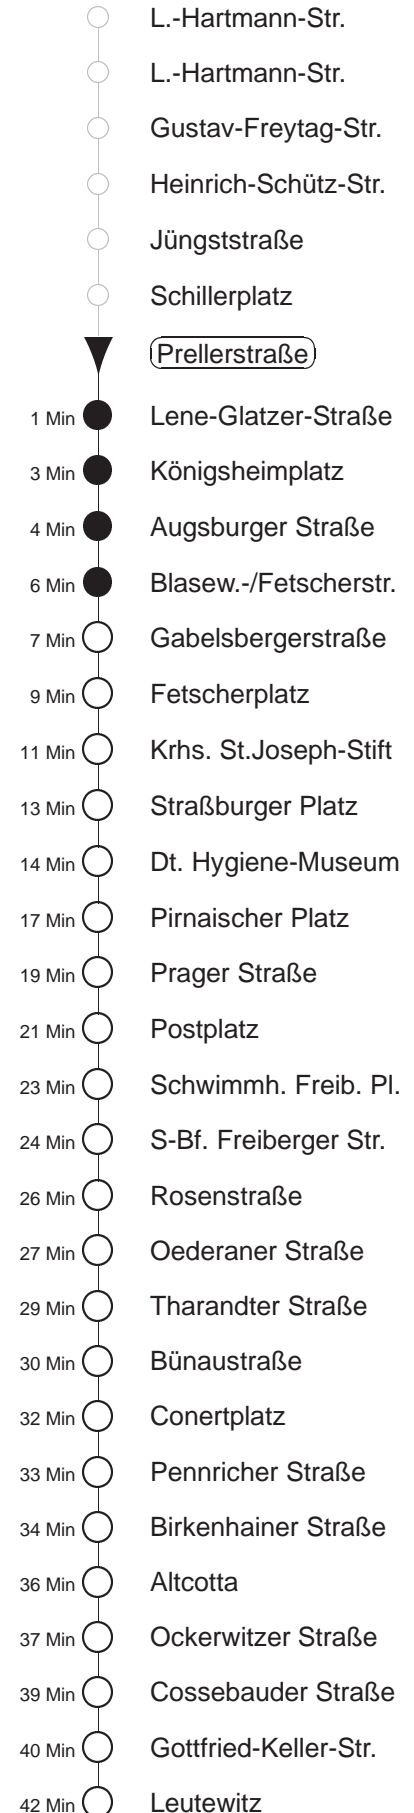 L.-Hartmann-Str.
L.-Hartmann-Str.
Gustav-Freytag-Str.
Heinrich-Schütz-Str.
Jüngststraße
Schillerplatz
Prellerstraße
1 Min Lene-Glatzer-Straße
3 Min Königsheimplatz
4 Min Augsburger Straße
6 Min Blasew.-/Fetscherstr.
7 Min Gabelsbergerstraße
9 Min Fetscherplatz
11 Min Krhs. St.Joseph-Stift
13 Min Straßburger Platz
14 Min Dt. Hygiene-Museum
17 Min Pirnaischer Platz
19 Min Prager Straße
21 Min Postplatz
23 Min Schwimmh. Freib. Pl.
24 Min S-Bf. Freiberger Str.
26 Min Rosenstraße
27 Min Oederaner Straße
29 Min Tharandter Straße
30 Min Bünaustraße
32 Min Conertplatz
33 Min Pennricher Straße
34 Min Birkenhainer Straße
36 Min Altcotta
37 Min Ockerwitzer Straße
39 Min Cossebauder Straße
40 Min Gottfried-Keller-Str.
42 Min Leutewitz